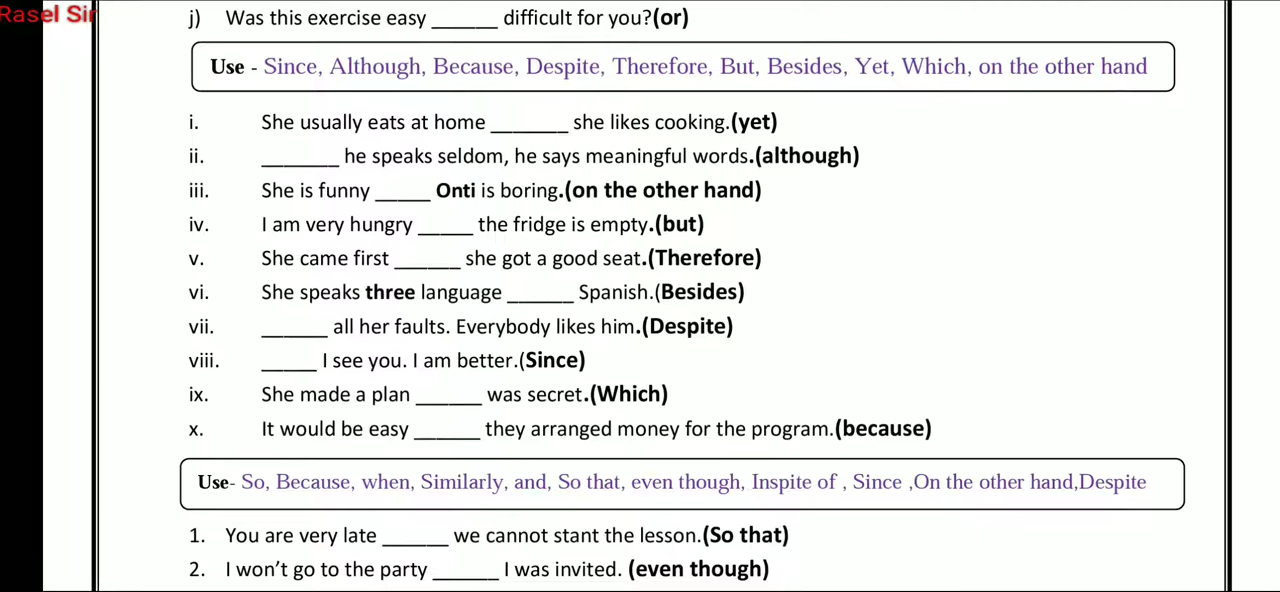 Rasel Sir
j) Was this exercise easy ______ difficult for you?(or)
Use - Since, Although, Because, Despite, Therefore, But, Besides, Yet, Which, on the other hand
i. She usually eats at home _______ she likes cooking.(yet)
ii. _______ he speaks seldom, he says meaningful words.(although)
iii. She is funny _____ Onti is boring.(on the other hand)
iv. I am very hungry _____ the fridge is empty.(but)
v. She came first ______ she got a good seat.(Therefore)
vi. She speaks three language ______ Spanish.(Besides)
vii. ______ all her faults. Everybody likes him.(Despite)
viii. _____ I see you. I am better.(Since)
ix. She made a plan ______ was secret.(Which)
x. It would be easy ______ they arranged money for the program.(because)
Use- So, Because, when, Similarly, and, So that, even though, Inspite of , Since ,On the other hand,Despite
1. You are very late ______ we cannot stant the lesson.(So that)
2. I won’t go to the party ______ I was invited. (even though)